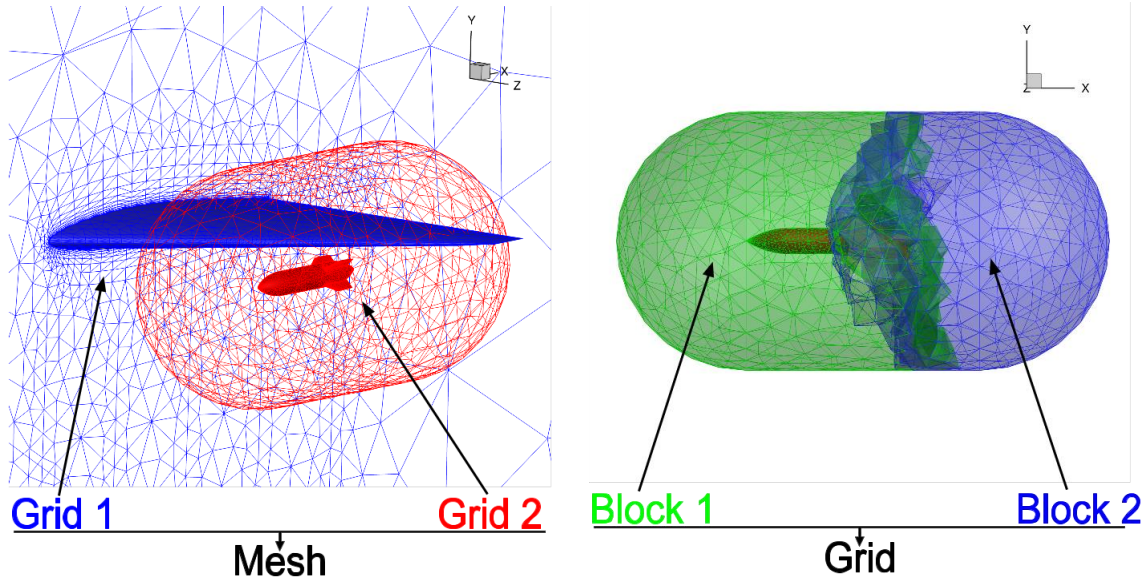 Y
X
Z
Grid 1
Grid 2
Mesh
Y
Z
X
Block 1
Block 2
Grid